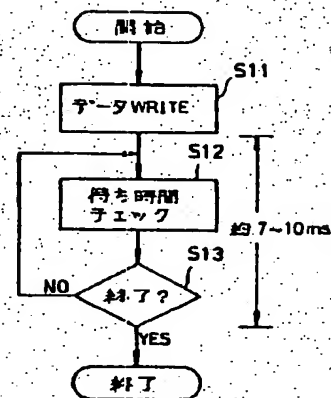 開始
S11
データWRITE
S12
待ち時間
チェック
約7~10ms
S13
終了?
NO
YES
終了